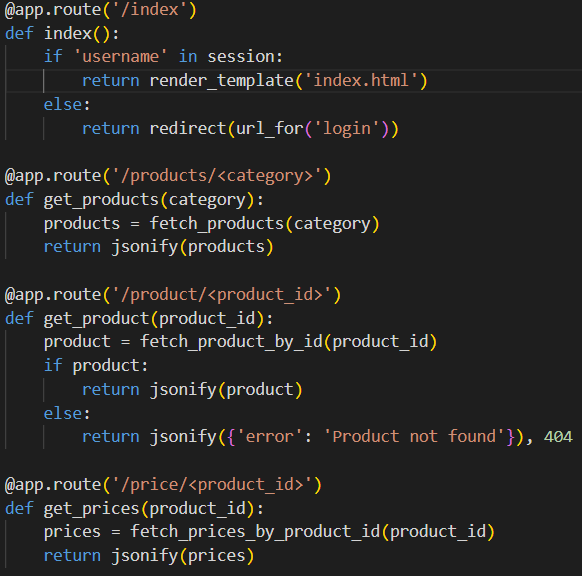 @app.route('/index')
def index():
    if 'username' in session:
        return render_template('index.html')
    else:
        return redirect(url_for('login'))
@app.route('/products/<category>')
def get_products(category):
    products = fetch_products(category)
    return jsonify(products)
@app.route('/product/<product_id>')
def get_product(product_id):
    product = fetch_product_by_id(product_id)
    if product:
        return jsonify(product)
    else:
        return jsonify({'error': 'Product not found'}), 404
@app.route('/price/<product_id>')
def get_prices(product_id):
    prices = fetch_prices_by_product_id(product_id)
    return jsonify(prices)